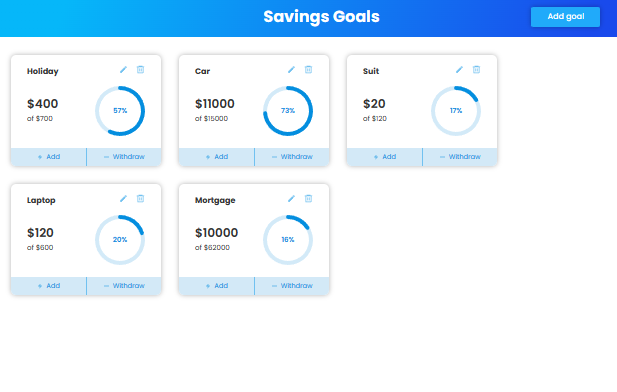 Savings Goals
Add goal
Holiday
$400
of $700
57%
+ Add
— Withdraw
Car
$11000
of $15000
73%
+ Add
— Withdraw
Suit
$20
of $120
17%
+ Add
— Withdraw
Laptop
$120
of $600
20%
+ Add
— Withdraw
Mortgage
$10000
of $62000
16%
+ Add
— Withdraw